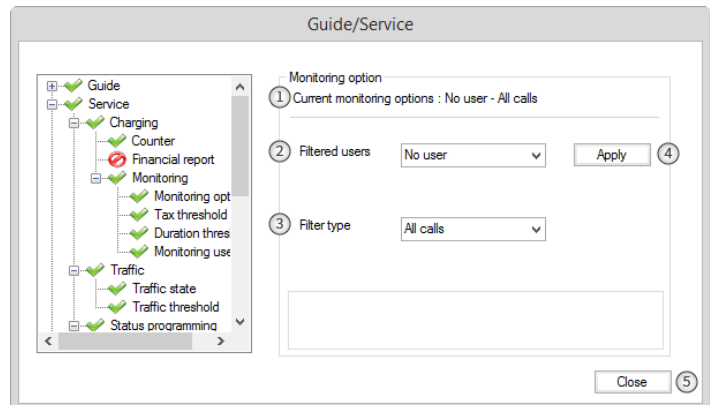 Guide/Service
Guide
Service
Charging
Counter
Financial report
Monitoring
Monitoring opt
Tax threshold
Duration thres
Monitoring use
Traffic
Traffic state
Traffic threshold
Status programming
Monitoring option
1 Current monitoring options : No user - All calls
2 Filtered users No user Apply 4
3 Filter type All calls
Close 5